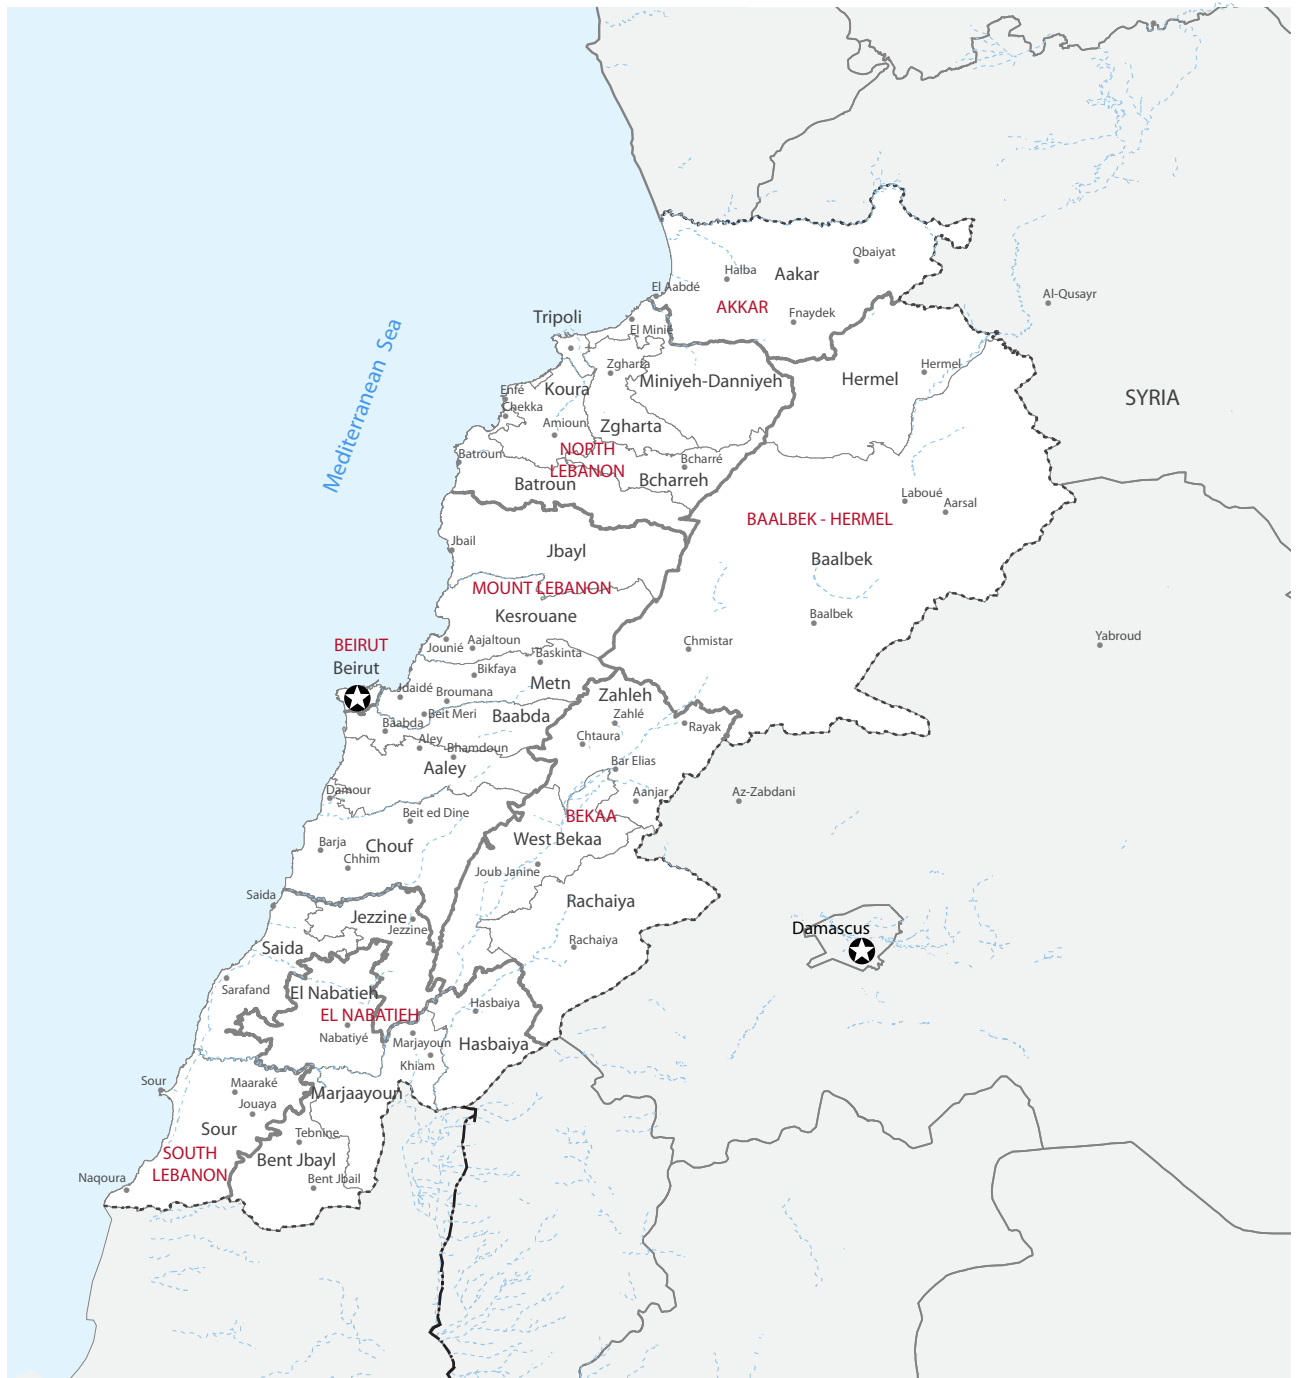 Qbaiyat
Halba
Aakar
El Aabdé
AKKAR
Al-Qusayr
Fnaydek
Tripoli
El Minié
Mediterranean Sea
Zgharta
Hermel
Miniyeh-Danniyeh
Hermel
Enfé
Koura
SYRIA
Chekka
Amioun
Zgharta
NORTH
LEBANON
Batroun
Bcharré
Batroun
Bcharreh
Laboué
Aarsal
BAALBEK - HERMEL
Jbail
Jbayl
Baalbek
MOUNT LEBANON
Kesrouane
Baalbek
BEIRUT
Beirut
Jounié
Aajaltoun
Chmistar
Yabroud
Baskinta
Bikfaya
Metn
Jdaidé
Broumana
Zahleh
Beit Meri
Baabda
Zahlé
Baabda
Rayak
Aley
Chtaura
Bhamdoun
Aaley
Bar Elias
Damour
Aanjar
Az-Zabdani
Beit ed Dine
BEKAA
Barja
Chouf
West Bekaa
Chhim
Joub Janine
Saida
Rachaiya
Jezzine
Jezzine
Damascus
Saida
Rachaiya
Sarafand
El Nabatieh
Hasbaiya
EL NABATIEH
Nabatiyé
Marjayoun
Hasbaiya
Khiam
Sour
Maaraké
Marjaayoun
Jouaya
Sour
Tebnine
SOUTH
LEBANON
Bent Jbayl
Naqoura
Bent Jbail